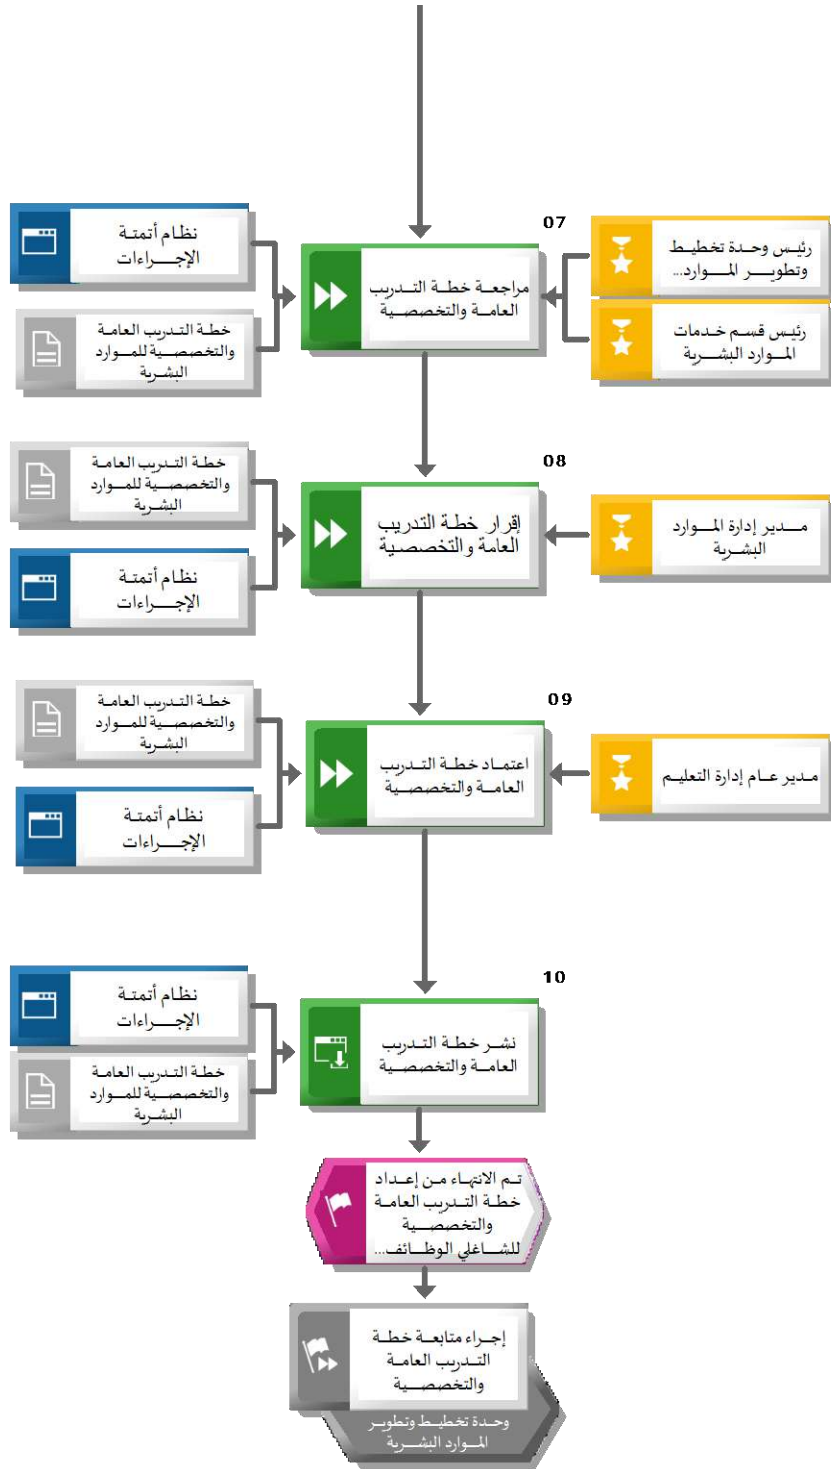 07
رئيس وحدة تخطيط
وتطوير الموارد...
رئيس قسم خدمات
الموارد البشرية
مراجعة خطة التدريب
العامة والتخصصية
نظام أتمتة
الإجراءات
خطة التدريب العامة
والتخصصية للموارد
البشرية
08
مدير إدارة الموارد
البشرية
إقرار خطة التدريب
العامة والتخصصية
خطة التدريب العامة
والتخصصية للموارد
البشرية
نظام أتمتة
الإجراءات
09
مدير عام إدارة التعليم
اعتماد خطة التدريب
العامة والتخصصية
خطة التدريب العامة
والتخصصية للموارد
البشرية
نظام أتمتة
الإجراءات
10
نشر خطة التدريب
العامة والتخصصية
نظام أتمتة
الإجراءات
خطة التدريب العامة
والتخصصية للموارد
البشرية
تم الانتهاء من إعداد
خطة التدريب العامة
والتخصصية
للشاغلي الوظائف...
إجراء متابعة خطة
التدريب العامة
والتخصصية
وحدة تخطيط وتطوير
الموارد البشرية